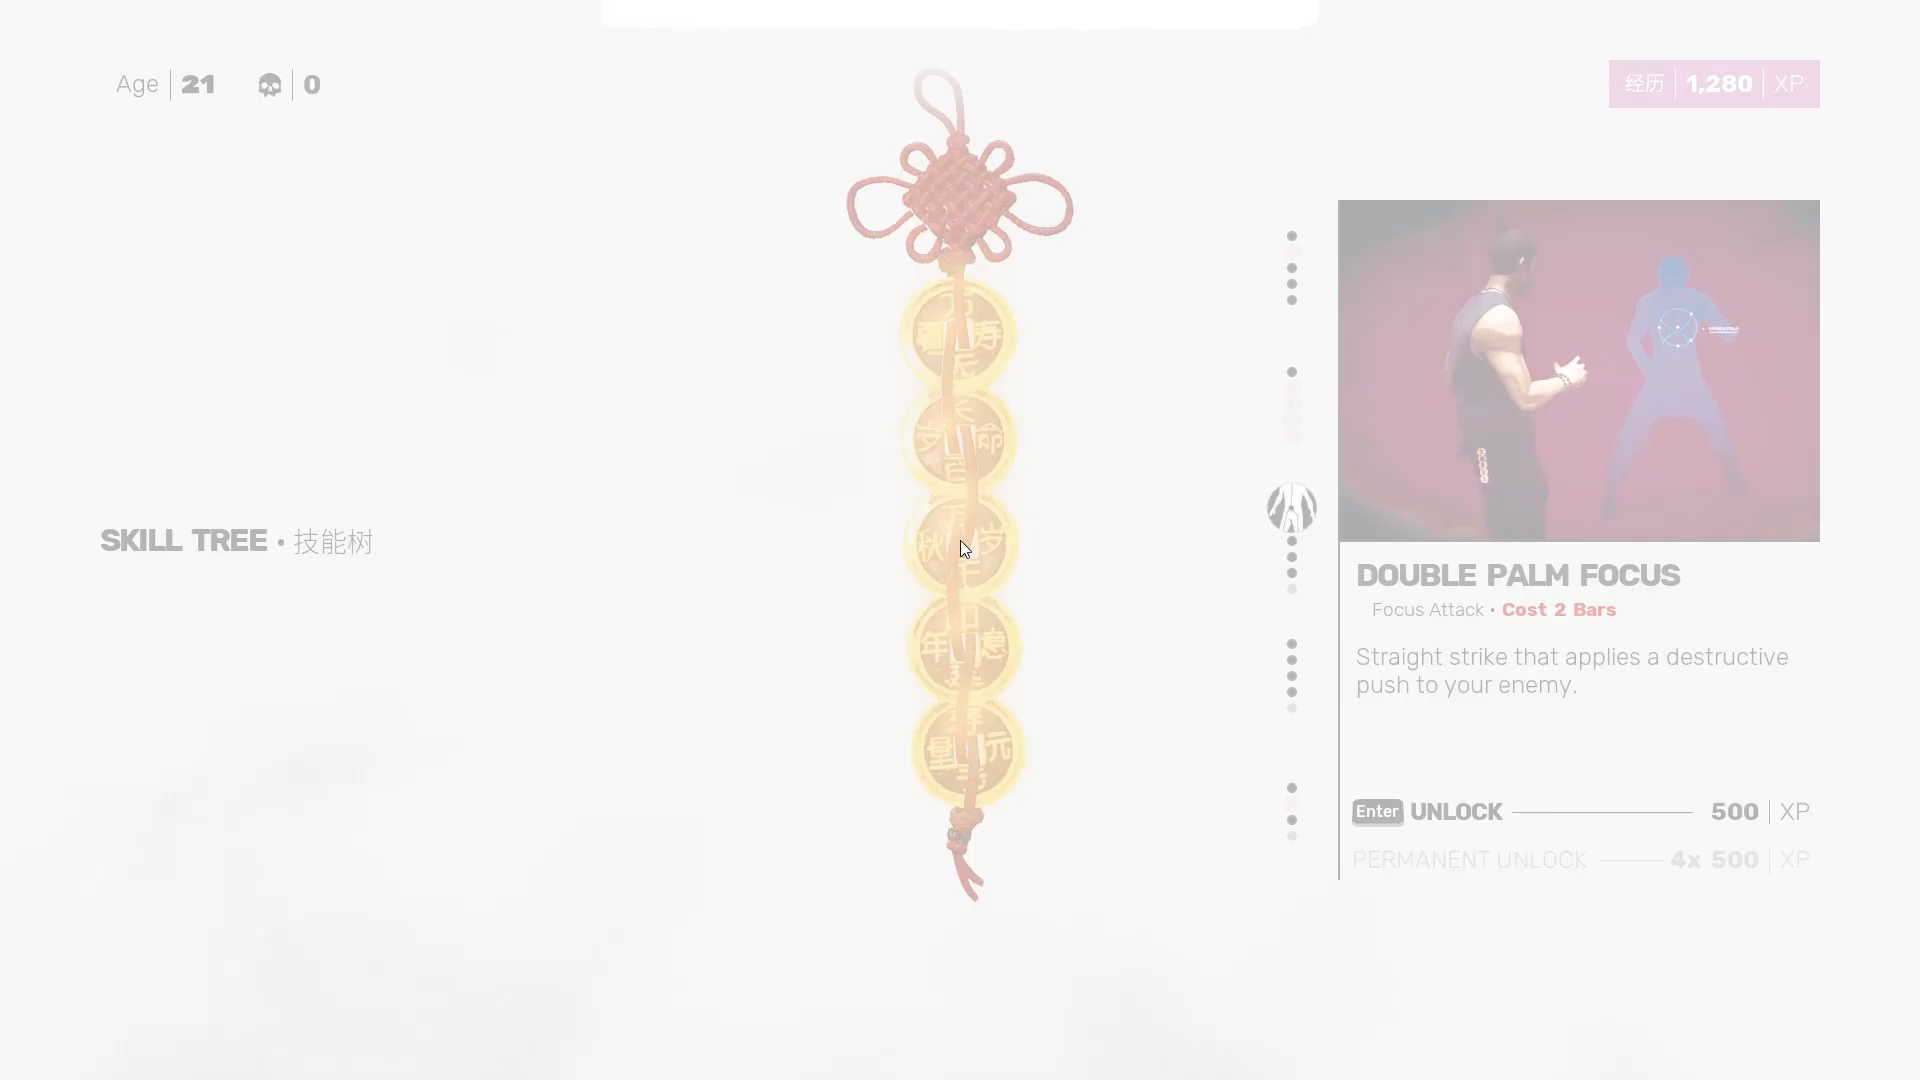 Age 21 0
经历 1,280 XP
SKILL TREE • 技能树
DOUBLE PALM FOCUS
Focus Attack • Cost 2 Bars
Straight strike that applies a destructive
push to your enemy.
Enter UNLOCK 500 XP
PERMANENT UNLOCK 4x 500 XP